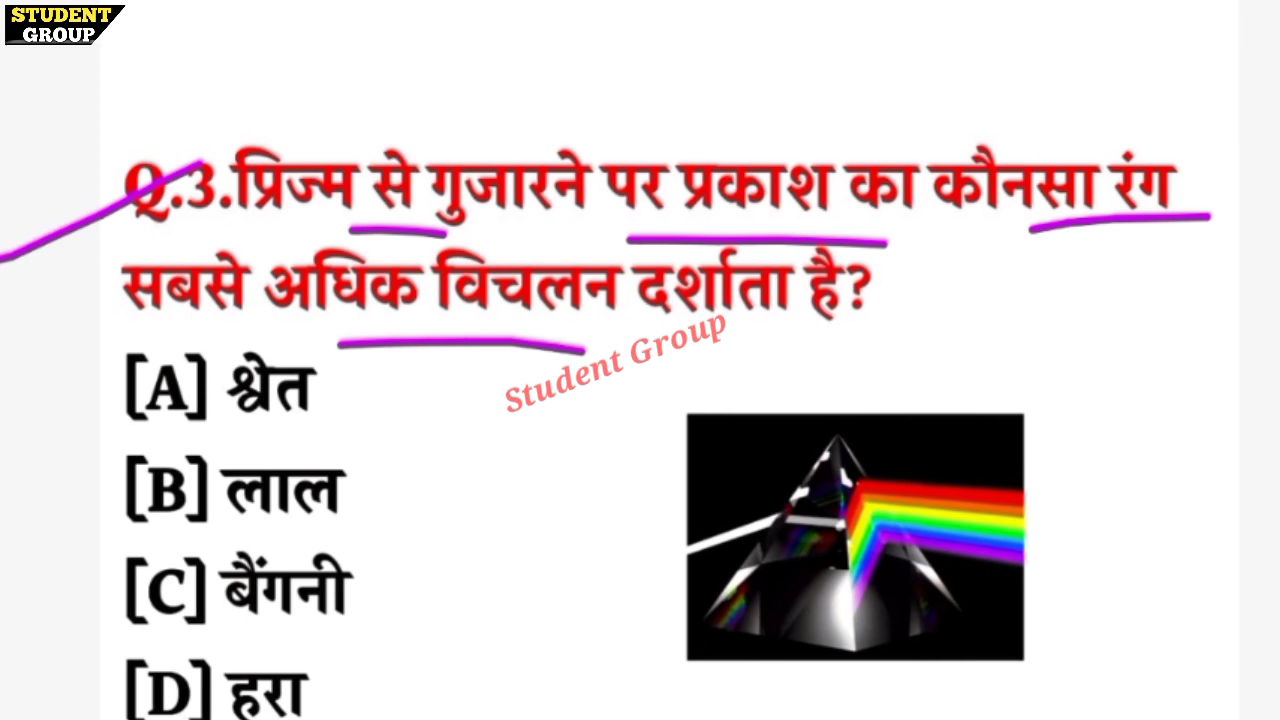 STUDENT
GROUP
Q.3.प्रिज्म से गुजारने पर प्रकाश का कौनसा रंग
सबसे अधिक विचलन दर्शाता है?
Student Group
[A] श्वेत
[B] लाल
[C] बैंगनी
[D] हरा